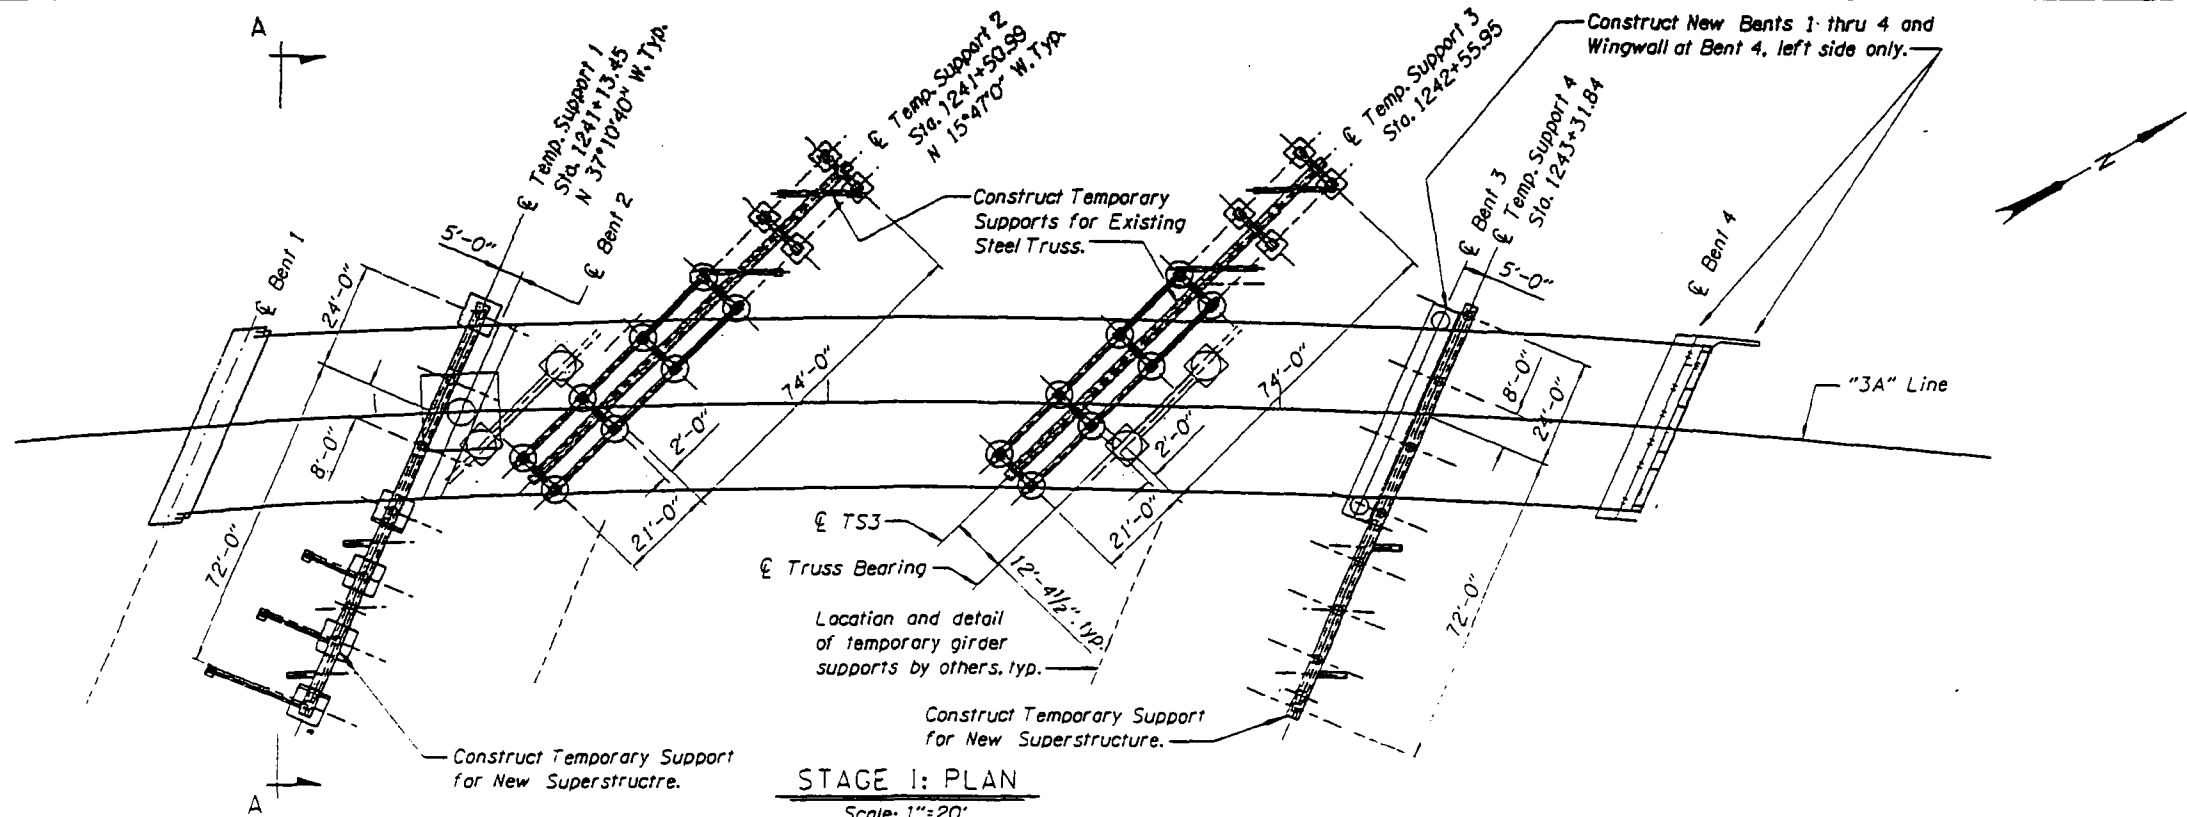 A
℄ Temp. Support 1
Sta. 1241+13.45
N 37°10'40" W. Typ.
℄ Temp. Support 2
Sta. 1241+50.99
N 15°47'0" W. Typ.
℄ Temp. Support 3
Sta. 1242+55.95
Construct New Bents 1 thru 4 and
Wingwall at Bent 4, left side only.
℄ Bent 3
℄ Temp. Support 4
Sta. 1243+31.84
N
℄ Bent 1
℄ Bent 2
5'-0"
24'-0"
8'-0"
72'-0"
Construct Temporary
Supports for Existing
Steel Truss.
74'-0"
2'-0"
21'-0"
74'-0"
2'-0"
21'-0"
5'-0"
℄ Bent 4
8'-0"
24'-0"
72'-0"
"3A" Line
℄ TS3
℄ Truss Bearing
12'-4½", typ.
Location and detail
of temporary girder
supports by others, typ.
Construct Temporary Support
for New Superstructure.
Construct Temporary Support
for New Superstructre.
A
STAGE I: PLAN
Scale: 1"=20'